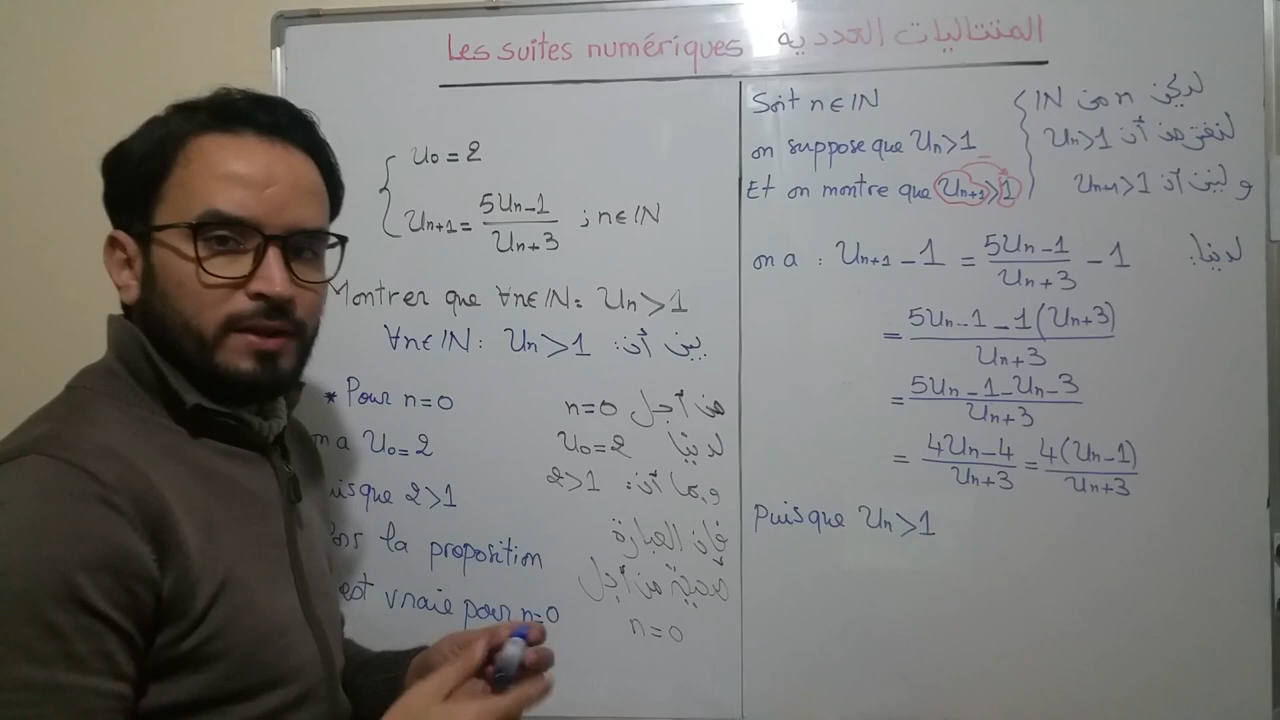 Les suites numériques المتتاليات العددية
U₀ = 2
Uₙ₊₁ = (5Uₙ - 1)/(Uₙ + 3) ; n ∈ IN
Montrer que ∀n∈IN: Uₙ > 1
∀n∈IN: Uₙ > 1 بين أن:
* Pour n=0 من أجل n=0
on a U₀ = 2 لدينا U₀ = 2
uisque 2>1 وبما أن: 2>1
la proposition فإن العبارة
est vraie pour n=0 صحيحة من أجل
n=0
Soit n ∈ IN ليكن n من IN
on suppose que Uₙ > 1 لنفترض أن Uₙ > 1
Et on montre que Uₙ₊₁ > 1 و نبين أن Uₙ₊₁ > 1
on a : Uₙ₊₁ - 1 = (5Uₙ - 1)/(Uₙ + 3) - 1 لدينا:
= (5Uₙ - 1 - 1(Uₙ + 3))/(Uₙ + 3)
= (5Uₙ - 1 - Uₙ - 3)/(Uₙ + 3)
= (4Uₙ - 4)/(Uₙ + 3) = 4(Uₙ - 1)/(Uₙ + 3)
Puisque Uₙ > 1